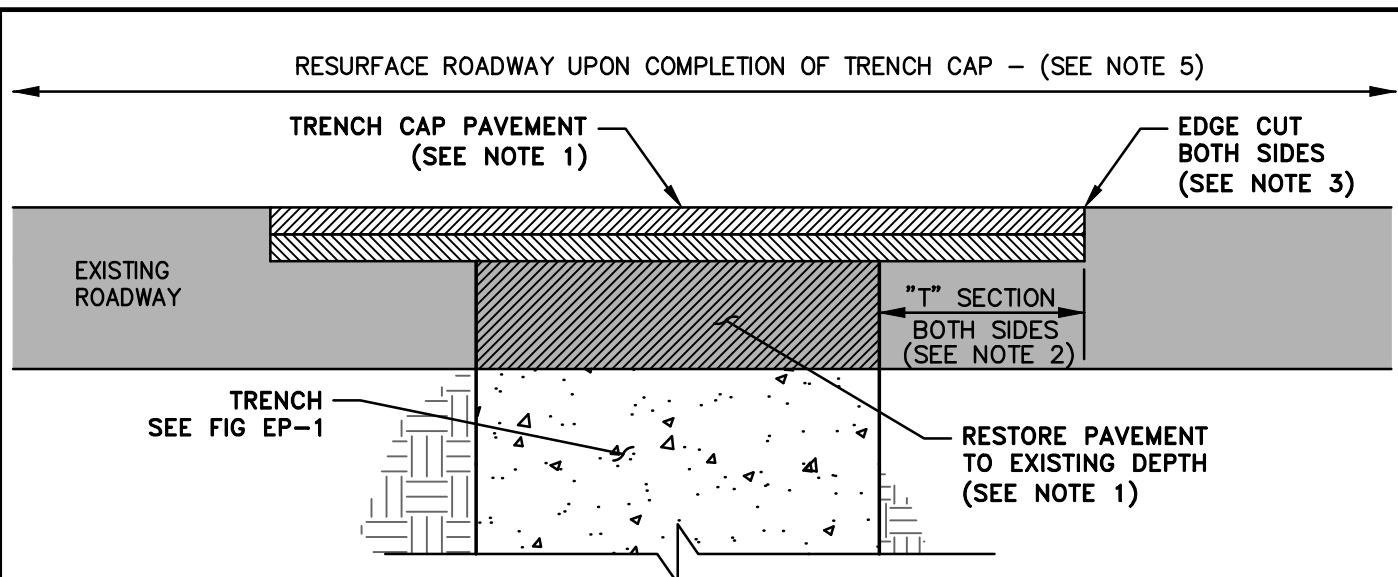 RESURFACE ROADWAY UPON COMPLETION OF TRENCH CAP - (SEE NOTE 5)
TRENCH CAP PAVEMENT
(SEE NOTE 1)
EDGE CUT
BOTH SIDES
(SEE NOTE 3)
EXISTING
ROADWAY
"T" SECTION
BOTH SIDES
(SEE NOTE 2)
TRENCH
SEE FIG EP-1
RESTORE PAVEMENT
TO EXISTING DEPTH
(SEE NOTE 1)